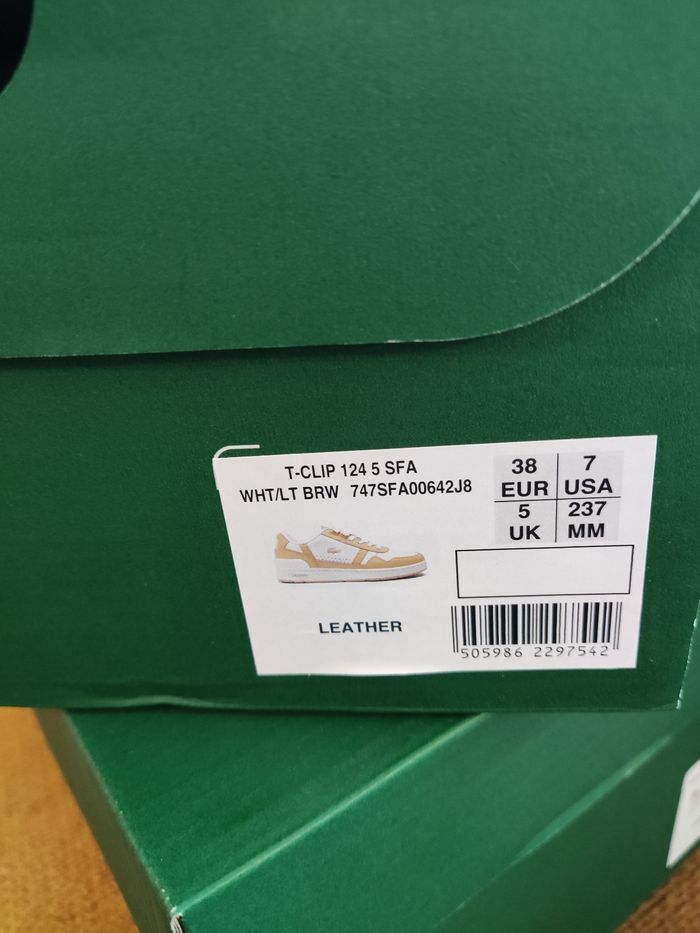 T-CLIP 124 5 SFA
WHT/LT BRW 747SFA00642J8
38 EUR
7 USA
5 UK
237 MM
LEATHER
505986 2297542